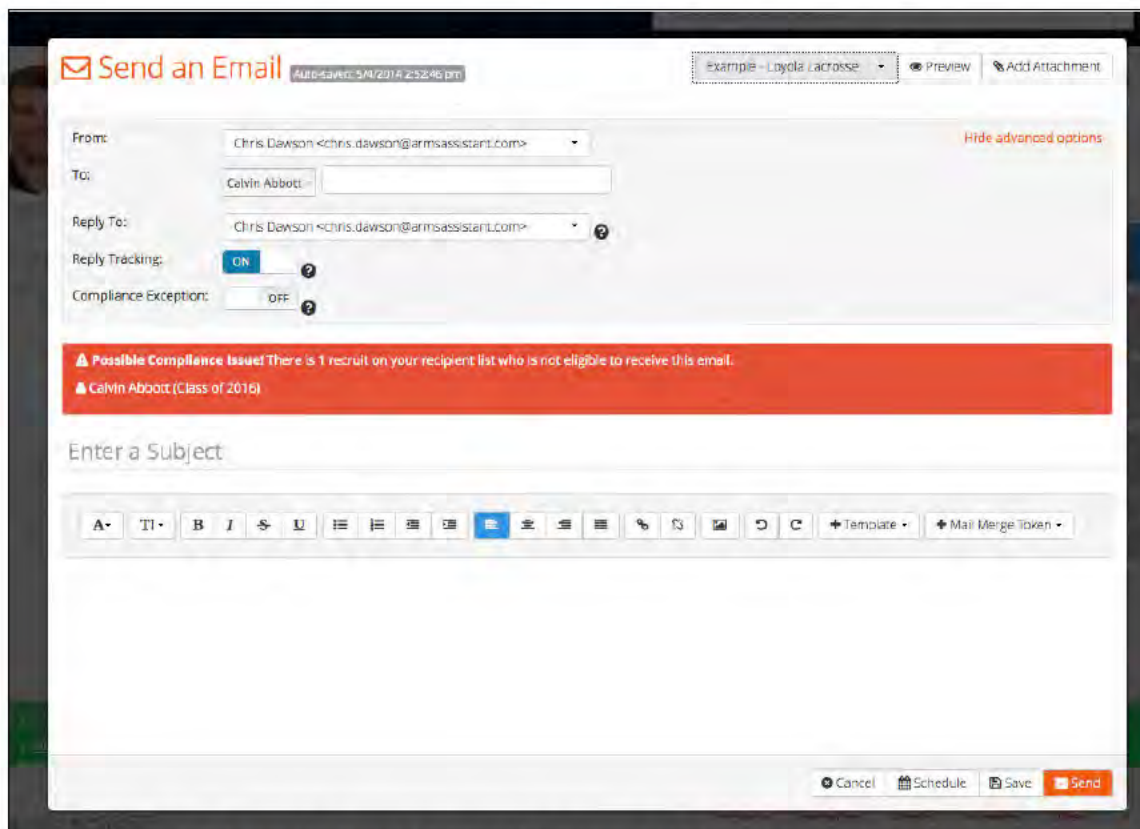 Send an Email Auto-saved: 5/4/2014 2:52:46 pm Example - Loyola Lacrosse Preview Add Attachment
From: Chris Dawson <chris.dawson@armsassistant.com> Hide advanced options
To: Calvin Abbott
Reply To: Chris Dawson <chris.dawson@armsassistant.com>
Reply Tracking: ON
Compliance Exception: OFF
Possible Compliance Issue! There is 1 recruit on your recipient list who is not eligible to receive this email.
Calvin Abbott (Class of 2016)
Enter a Subject
A TI B I S U + Template + Mail Merge Token
Cancel Schedule Save Send